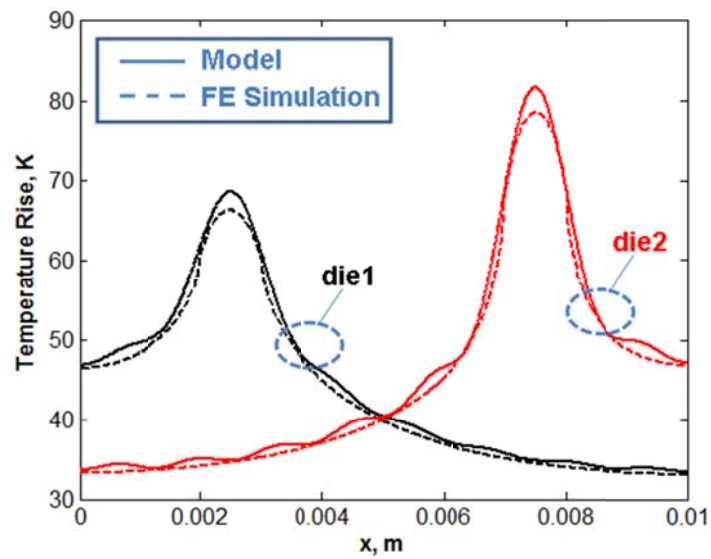 90
80
70
60
50
40
30
Temperature Rise, K
Model
FE Simulation
die1
die2
0 0.002 0.004 0.006 0.008 0.01
x, m